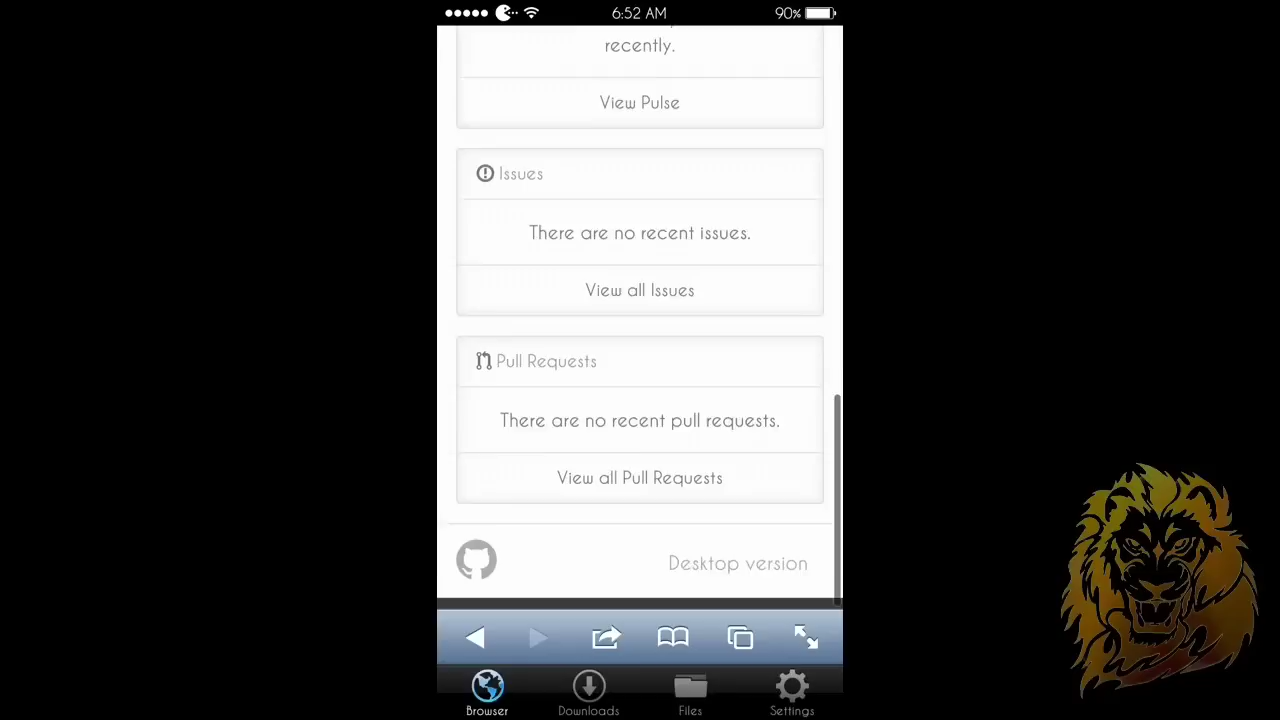 6:52 AM
90%
recently.
View Pulse
Issues
There are no recent issues.
View all Issues
Pull Requests
There are no recent pull requests.
View all Pull Requests
Desktop version
Browser
Downloads
Files
Settings